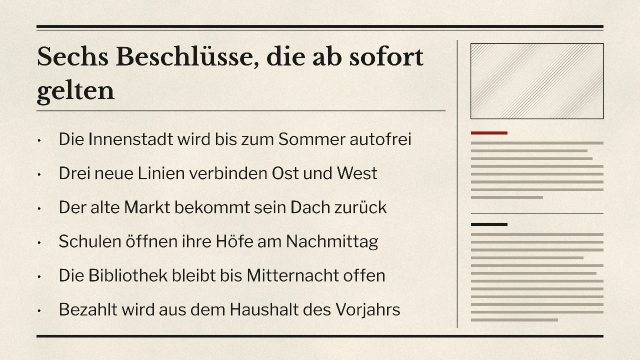 Sechs Beschlüsse, die ab sofort
gelten
· Die Innenstadt wird bis zum Sommer autofrei
· Drei neue Linien verbinden Ost und West
· Der alte Markt bekommt sein Dach zurück
· Schulen öffnen ihre Höfe am Nachmittag
· Die Bibliothek bleibt bis Mitternacht offen
· Bezahlt wird aus dem Haushalt des Vorjahrs